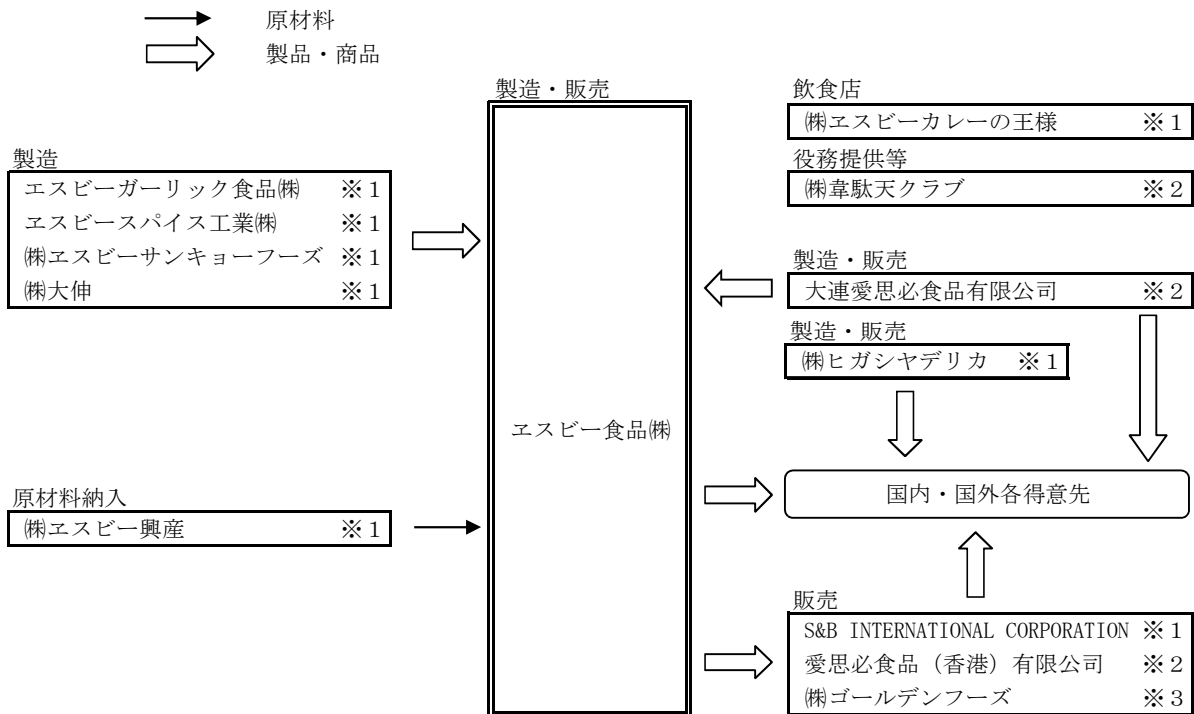 原材料
製品・商品
製造・販売
ヱスビー食品㈱
製造
エスビーガーリック食品㈱ ※１
ヱスビースパイス工業㈱ ※１
㈱ヱスビーサンキョーフーズ ※１
㈱大伸 ※１
原材料納入
㈱ヱスビー興産 ※１
飲食店
㈱ヱスビーカレーの王様 ※１
役務提供等
㈱韋駄天クラブ ※２
製造・販売
大連愛思必食品有限公司 ※２
製造・販売
㈱ヒガシヤデリカ ※１
国内・国外各得意先
販売
S&B INTERNATIONAL CORPORATION ※１
愛思必食品（香港）有限公司 ※２
㈱ゴールデンフーズ ※３